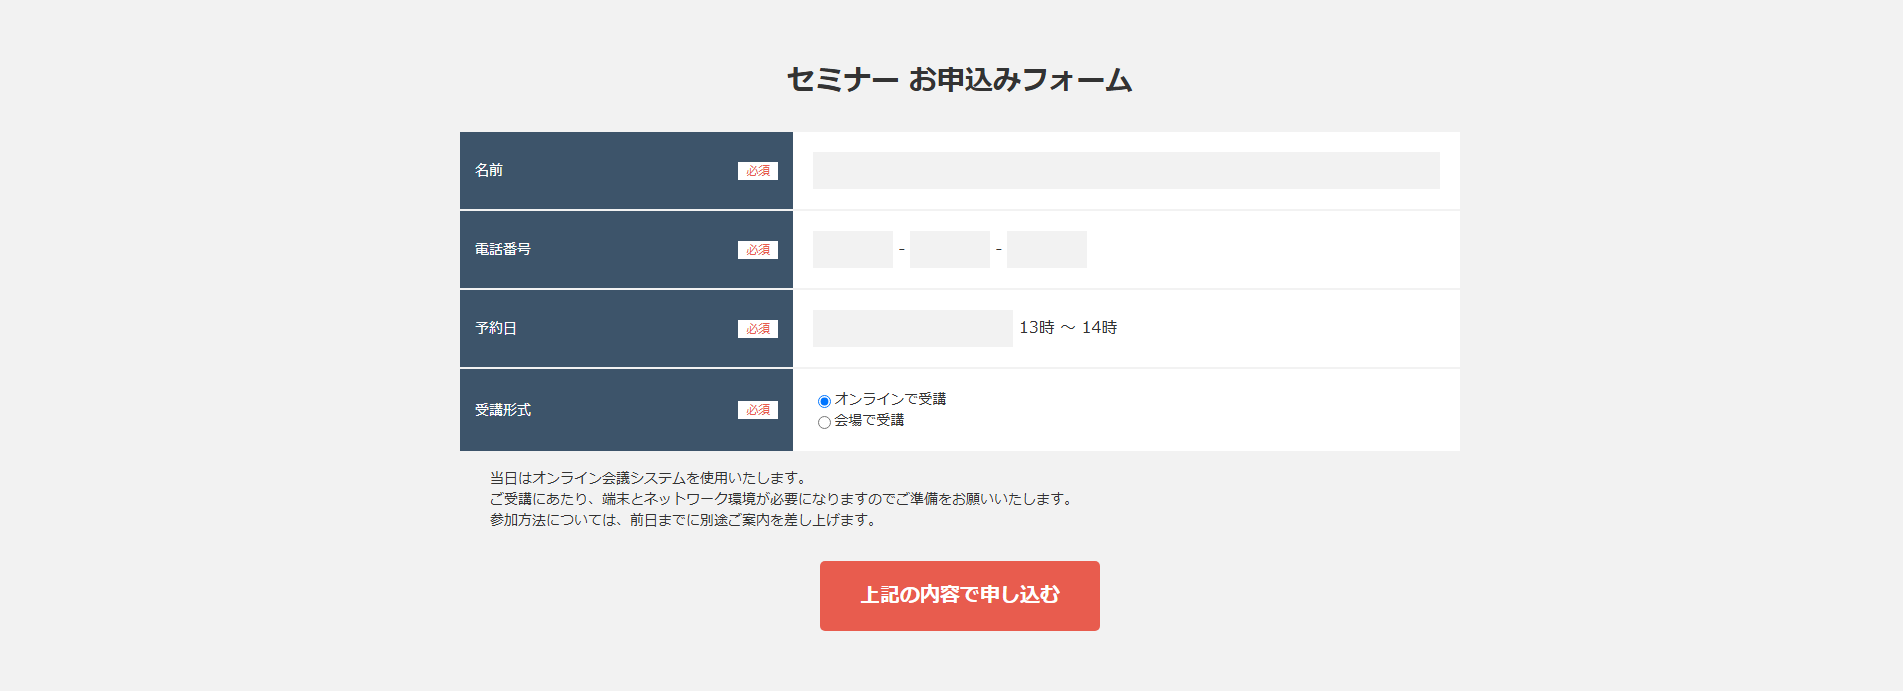 セミナー お申込みフォーム
名前 必須
電話番号 必須 - -
予約日 必須 13時 ～ 14時
受講形式 必須
オンラインで受講
会場で受講
当日はオンライン会議システムを使用いたします。
ご受講にあたり、端末とネットワーク環境が必要になりますのでご準備をお願いいたします。
参加方法については、前日までに別途ご案内を差し上げます。
上記の内容で申し込む